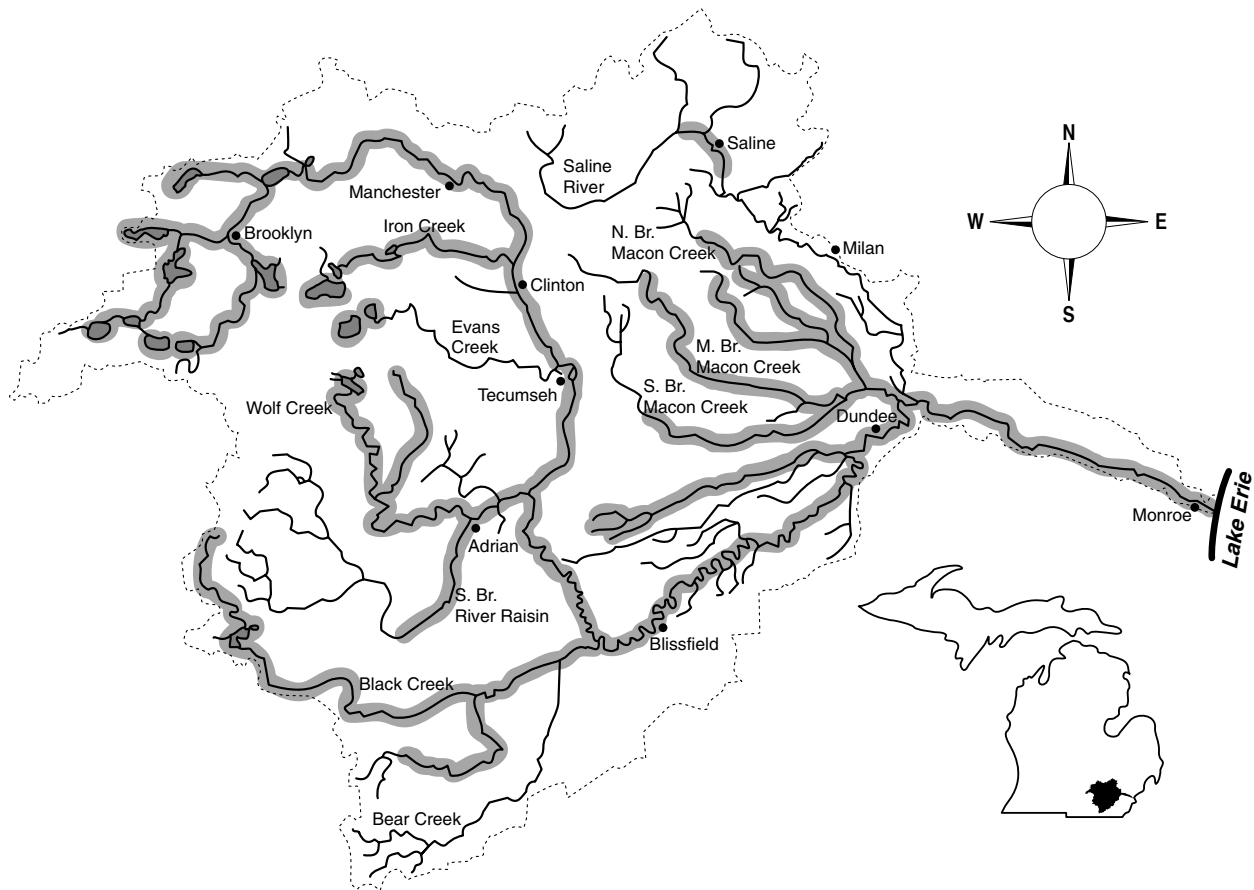 N
Saline
Saline
River
Manchester
W
E
Iron Creek
Brooklyn
N. Br.
Macon Creek
Milan
Clinton
S
Evans
Creek
M. Br.
Macon Creek
Tecumseh
S. Br.
Macon Creek
Wolf Creek
Dundee
Monroe
Lake Erie
Adrian
S. Br.
River Raisin
Blissfield
Black Creek
Bear Creek